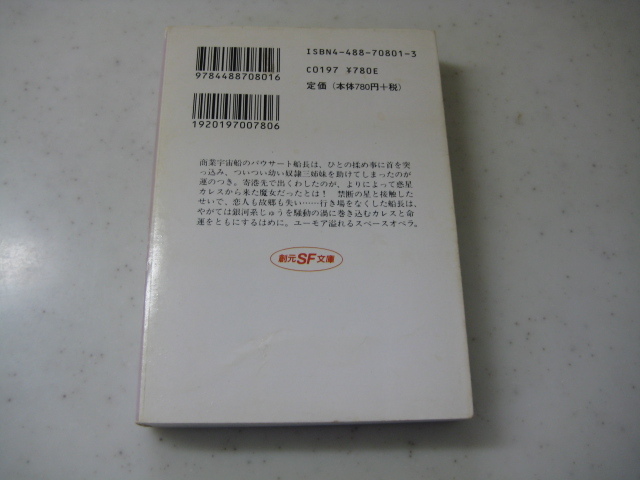 ISBN4-488-70801-3
9784488708016
C0197 ¥780E
定価(本体780円+税)
1920197007806
商業宇宙船のパウサート船長は、ひとの揉め事に首を突
っ込み、ついつい幼い奴隷三姉妹を助けてしまったのが
運のつき。寄港先で出くわしたのが、よりによって惑星
カレスから来た魔女だったとは! 禁断の星と接触した
せいで、恋人も故郷も失い……行き場をなくした船長は、
やがては銀河系じゅうを騒動の渦に巻き込むカレスと命
運をともにするはめに。ユーモア溢れるスペースオペラ。
創元SF文庫